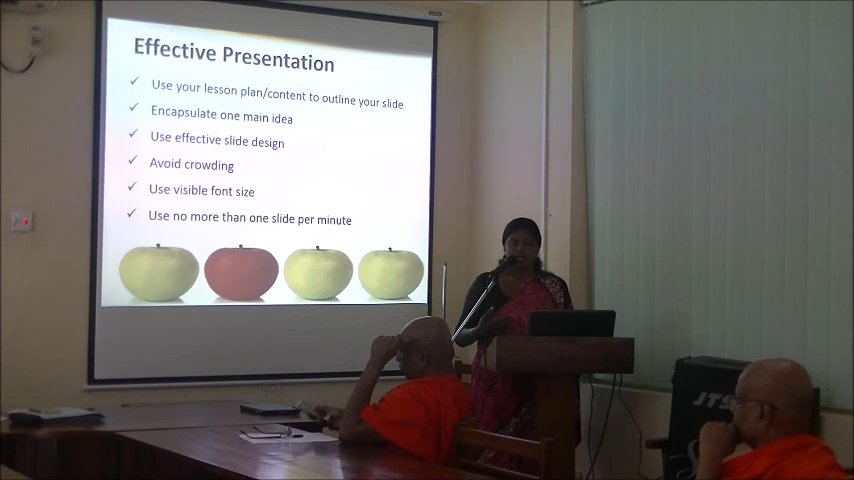 Effective Presentation
Use your lesson plan/content to outline your slide
Encapsulate one main idea
Use effective slide design
Avoid crowding
Use visible font size
Use no more than one slide per minute
JTS